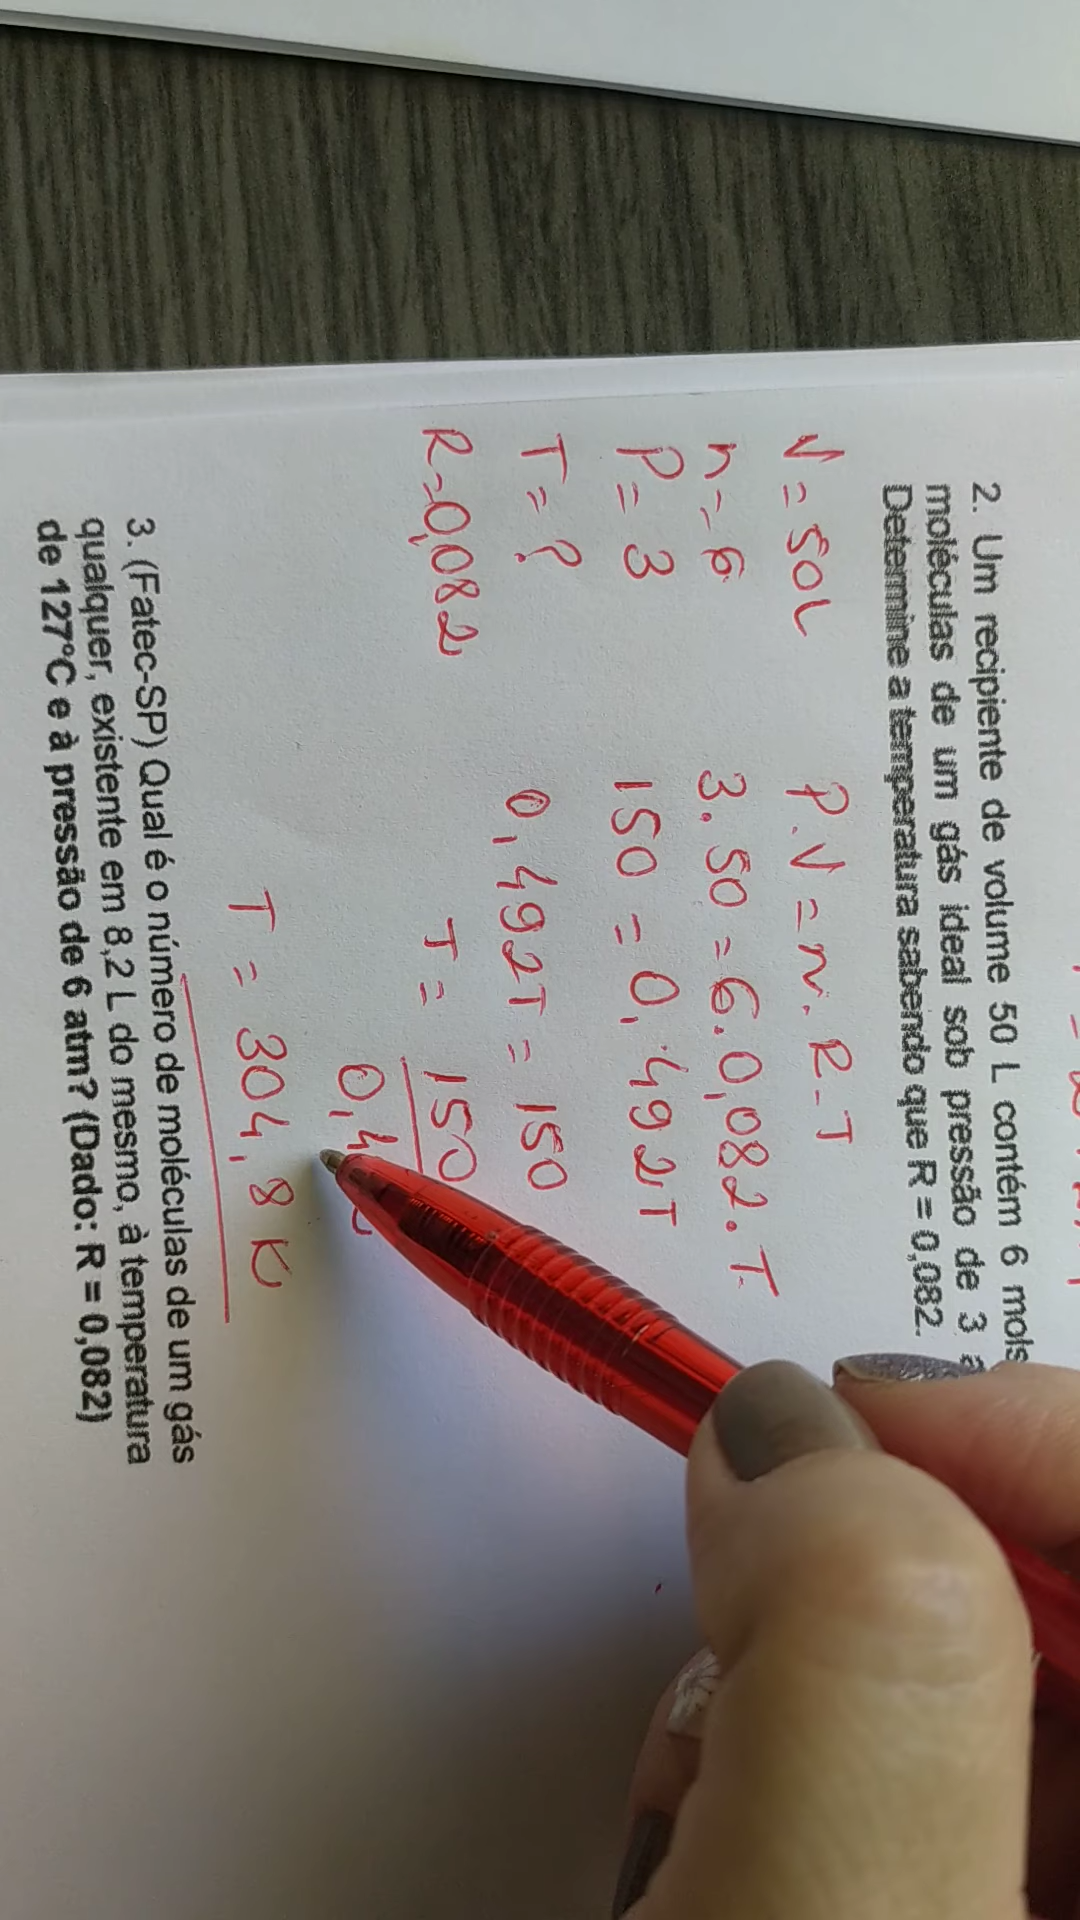 2. Um recipiente de volume 50 L contém 6 mols
moléculas de um gás ideal sob pressão de 3
Determine a temperatura sabendo que R = 0,082.
V = 50L
n = 6
P = 3
T = ?
R = 0,082
P.V = n.R.T
3.50 = 6.0,082.T
150 = 0,492T
0,492T = 150
T = 150
T = 304,8 K
3. (Fatec-SP) Qual é o número de moléculas de um gás
qualquer, existente em 8,2 L do mesmo, à temperatura
de 127°C e à pressão de 6 atm? (Dado: R = 0,082)